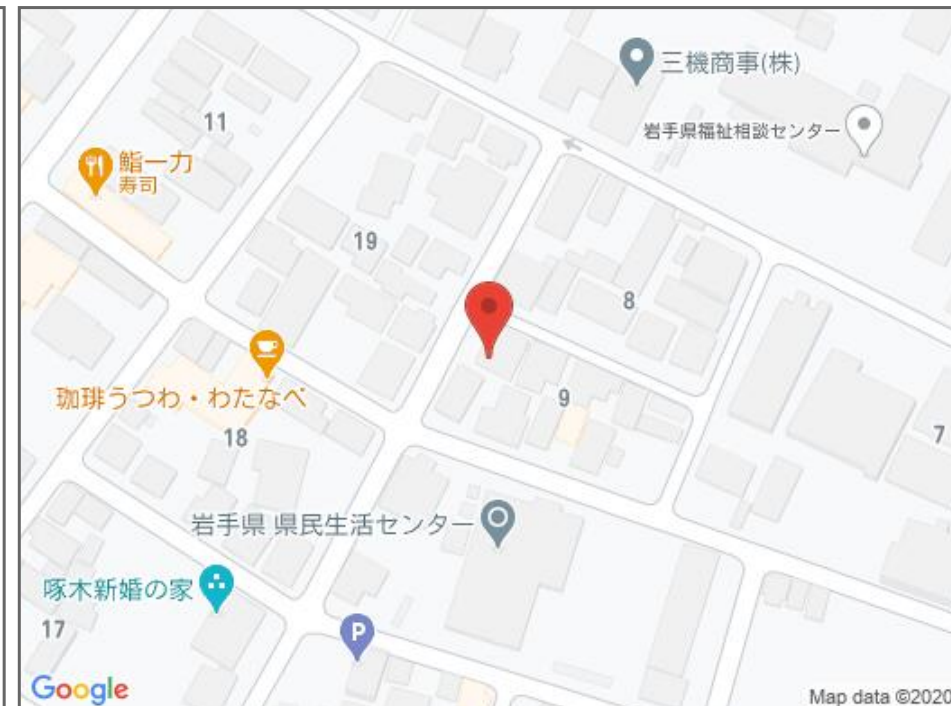 三機商事(株)
11
岩手県福祉相談センター
鮨一力
寿司
19
8
珈琲うつわ・わたなべ
9
7
18
岩手県 県民生活センター
啄木新婚の家
17
P
Google
Map data ©2020